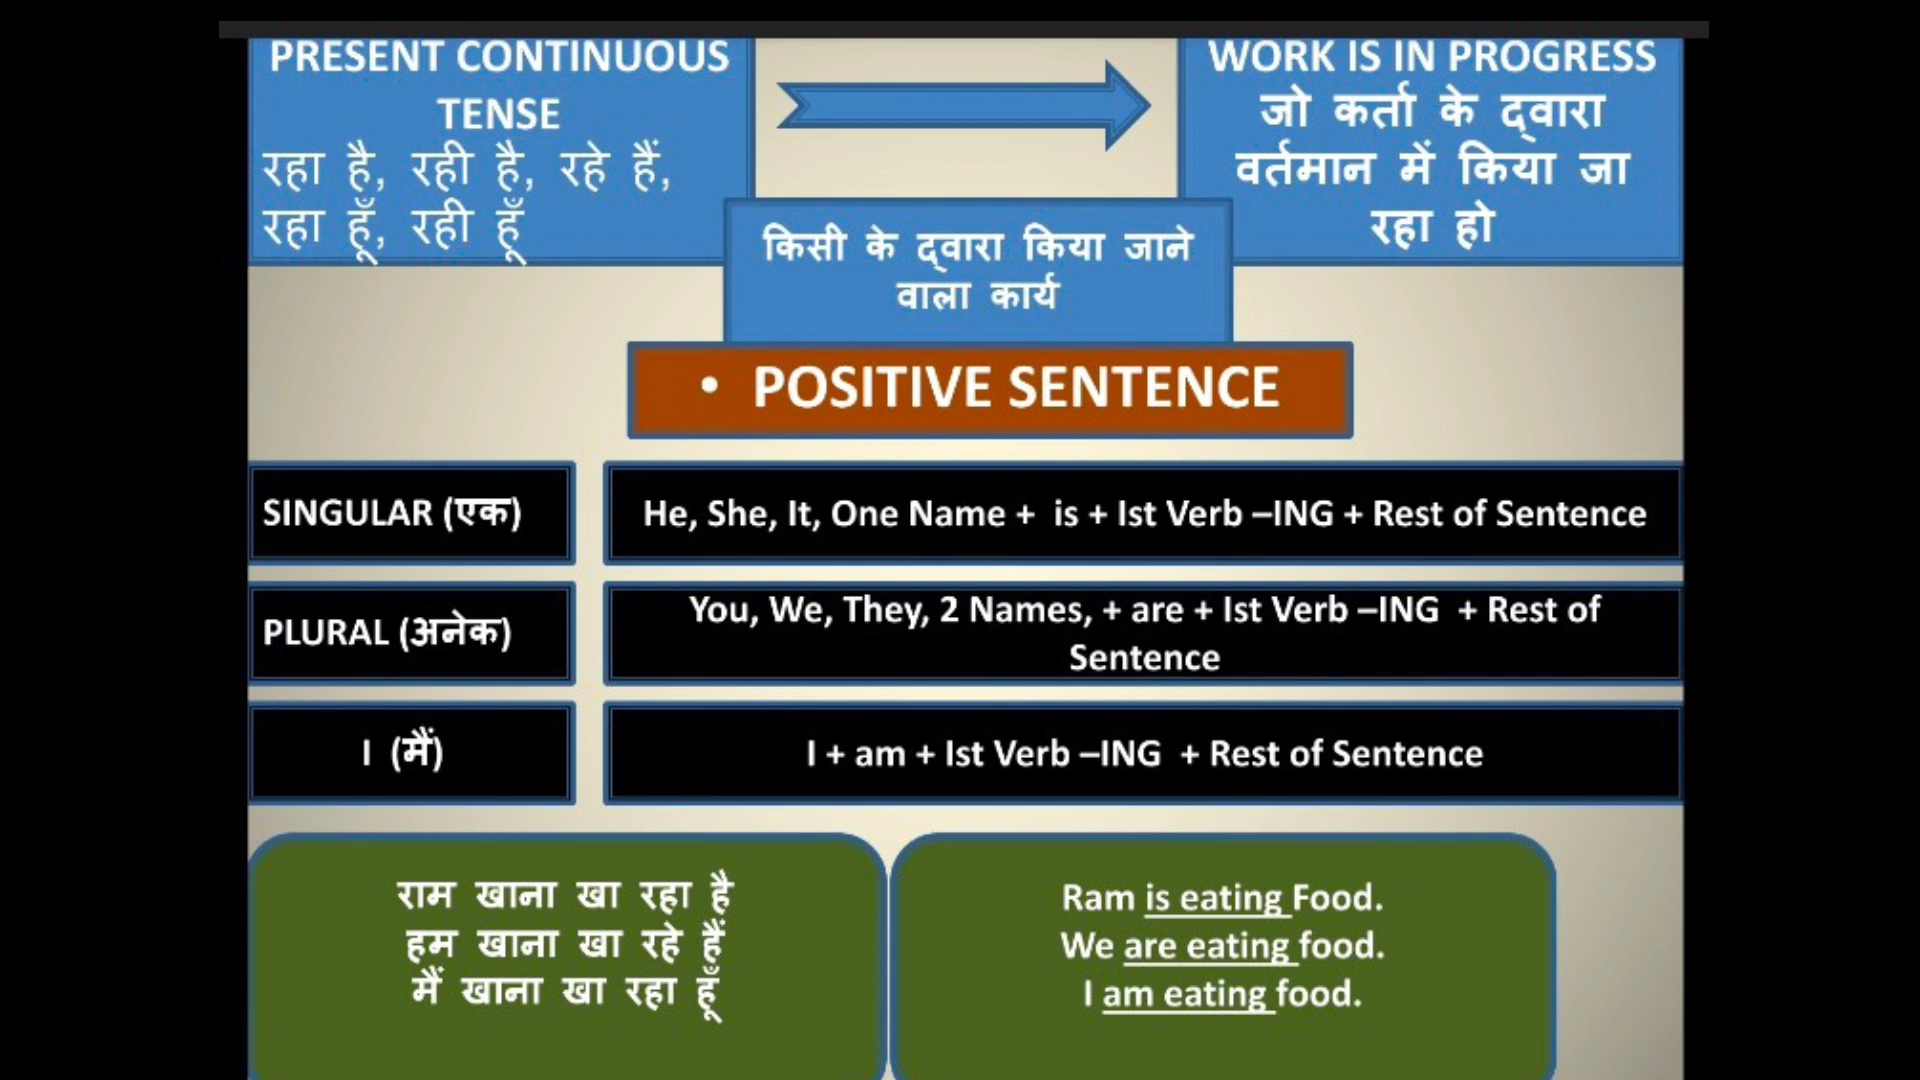 PRESENT CONTINUOUS
TENSE
रहा है, रही है, रहे हैं,
रहा हूँ, रही हूँ
WORK IS IN PROGRESS
जो कर्ता के द्वारा
वर्तमान में किया जा
रहा हो
किसी के द्वारा किया जाने
वाला कार्य
• POSITIVE SENTENCE
SINGULAR (एक)
He, She, It, One Name + is + Ist Verb –ING + Rest of Sentence
PLURAL (अनेक)
You, We, They, 2 Names, + are + Ist Verb –ING + Rest of
Sentence
I (मैं)
I + am + Ist Verb –ING + Rest of Sentence
राम खाना खा रहा है
हम खाना खा रहे हैं
मैं खाना खा रहा हूँ
Ram is eating Food.
We are eating food.
I am eating food.